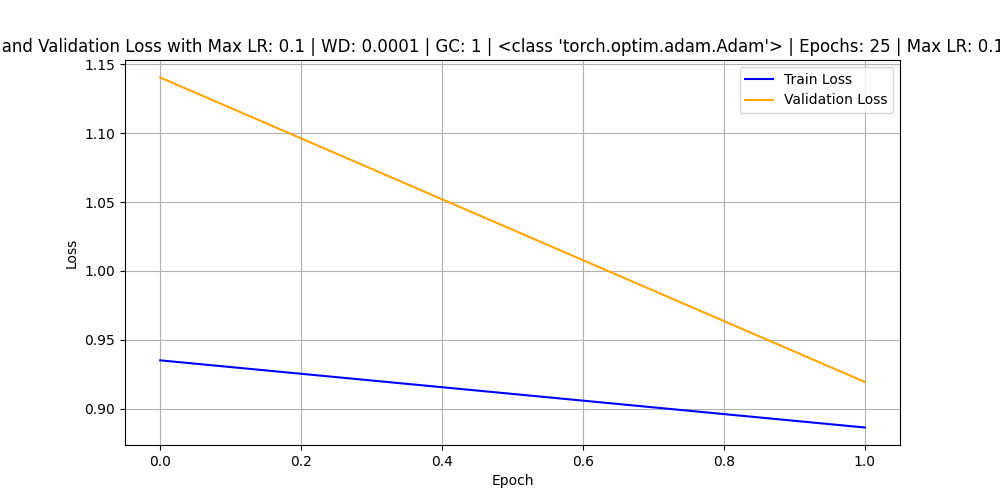 and Validation Loss with Max LR: 0.1 | WD: 0.0001 | GC: 1 | <class 'torch.optim.adam.Adam'> | Epochs: 25 | Max LR: 0.1
Train Loss
Validation Loss
Loss
1.15
1.10
1.05
1.00
0.95
0.90
0.0 0.2 0.4 0.6 0.8 1.0
Epoch